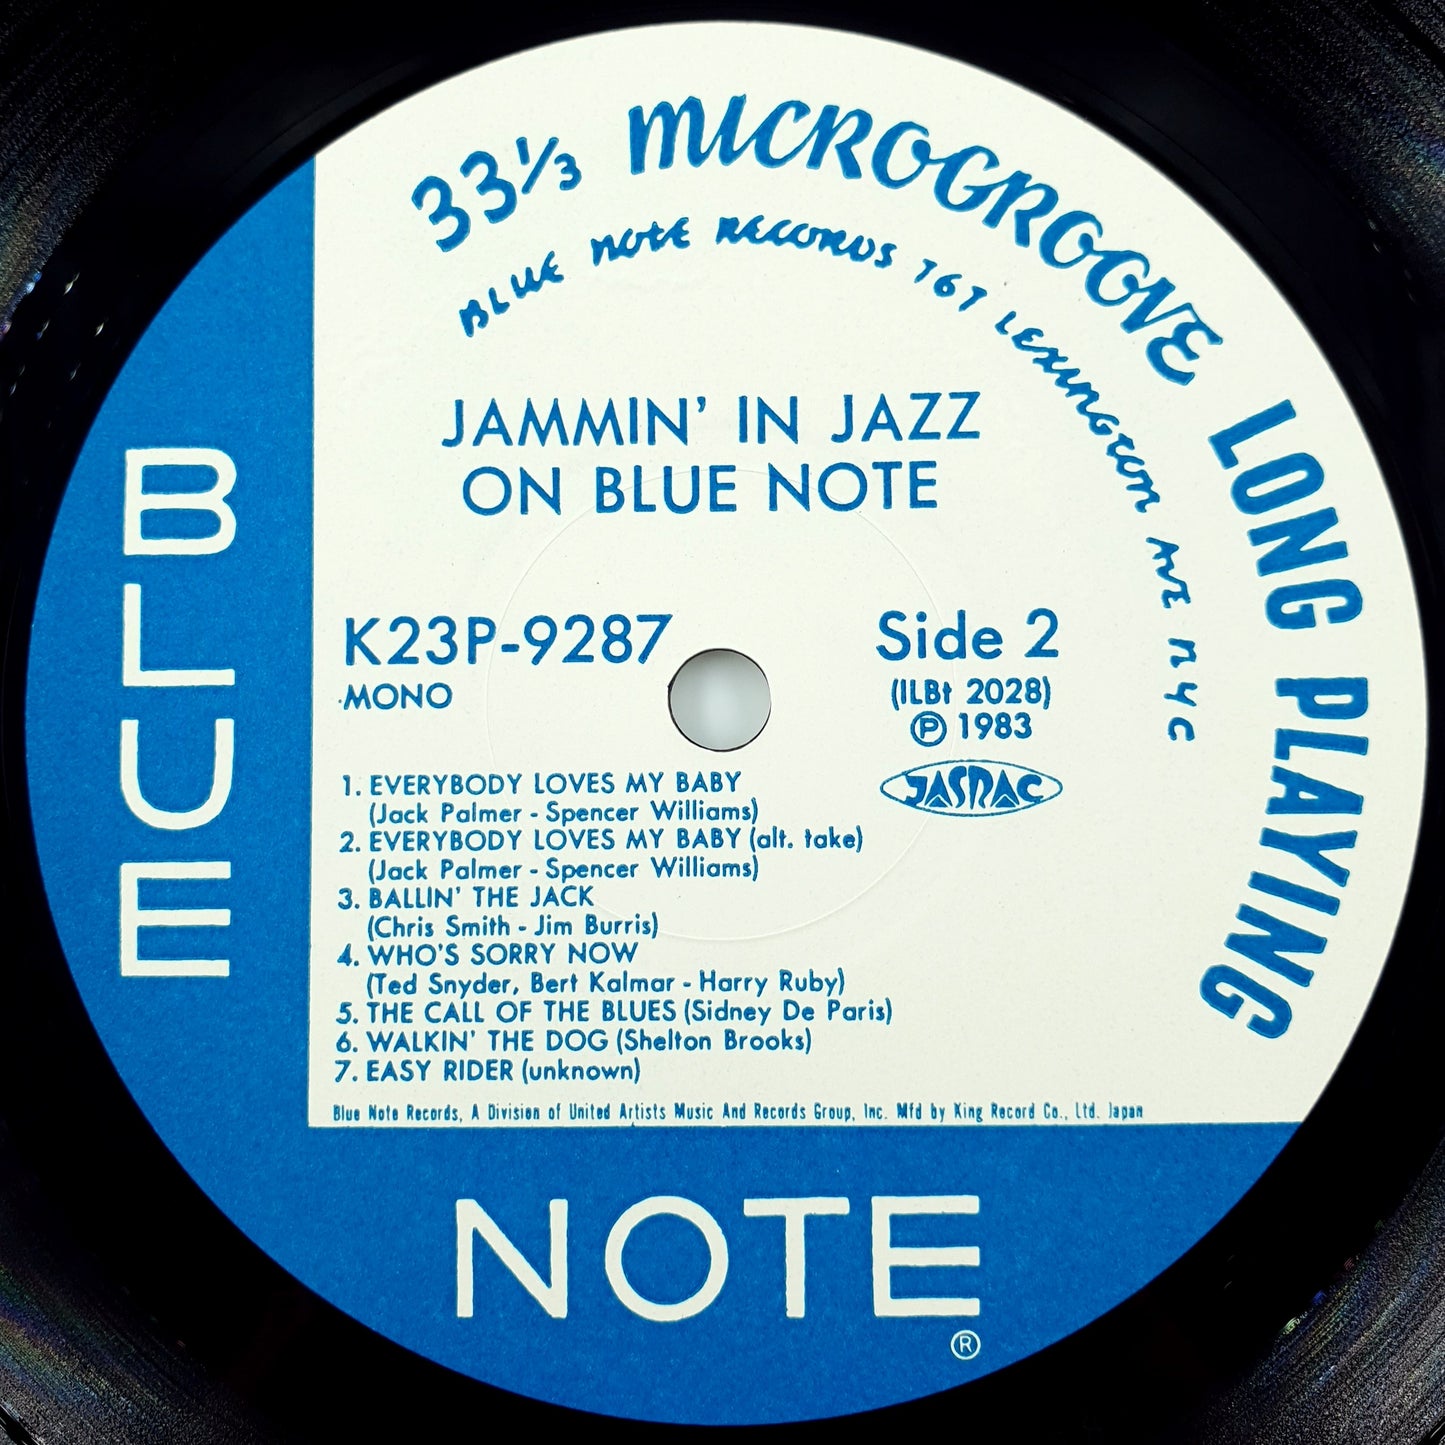 33 1/3 MICROGROOVE LONG PLAYING
BLUE NOTE RECORDS 767 LEXINGTON AVE NYC
JAMMIN' IN JAZZ
ON BLUE NOTE
K23P-9287
MONO
Side 2
(ILBt 2028)
Ⓟ 1983
JASRAC
1. EVERYBODY LOVES MY BABY
(Jack Palmer - Spencer Williams)
2. EVERYBODY LOVES MY BABY (alt. take)
(Jack Palmer - Spencer Williams)
3. BALLIN' THE JACK
(Chris Smith - Jim Burris)
4. WHO'S SORRY NOW
(Ted Snyder, Bert Kalmar - Harry Ruby)
5. THE CALL OF THE BLUES (Sidney De Paris)
6. WALKIN' THE DOG (Shelton Brooks)
7. EASY RIDER (unknown)
Blue Note Records, A Division of United Artists Music And Records Group, Inc. Mfd by King Record Co., Ltd. Japan
BLUE
NOTE
®